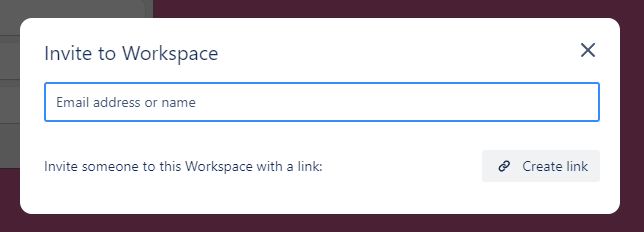 Invite to Workspace
Email address or name
Invite someone to this Workspace with a link:
Create link